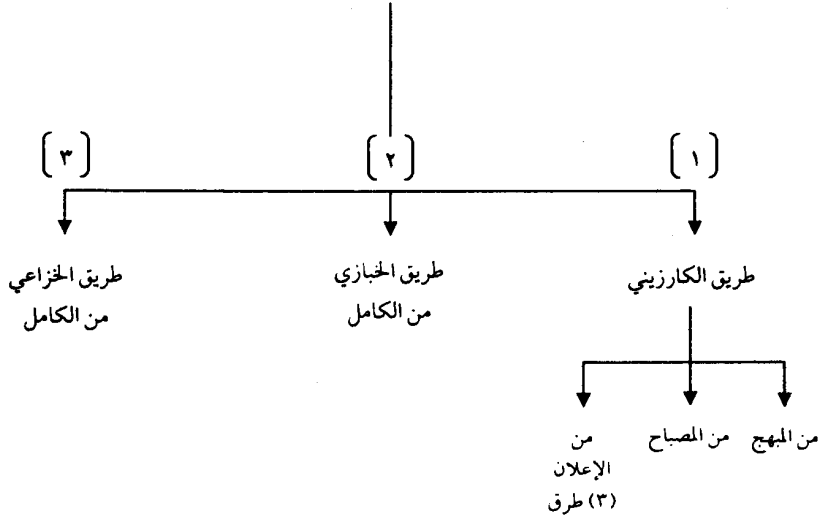 [١]
[٢]
[٣]
طريق الكارزيني
طريق الخبازي
من الكامل
طريق الخزاعي
من الكامل
من المبهج
من المصباح
من
الإعلان
(٣) طرق